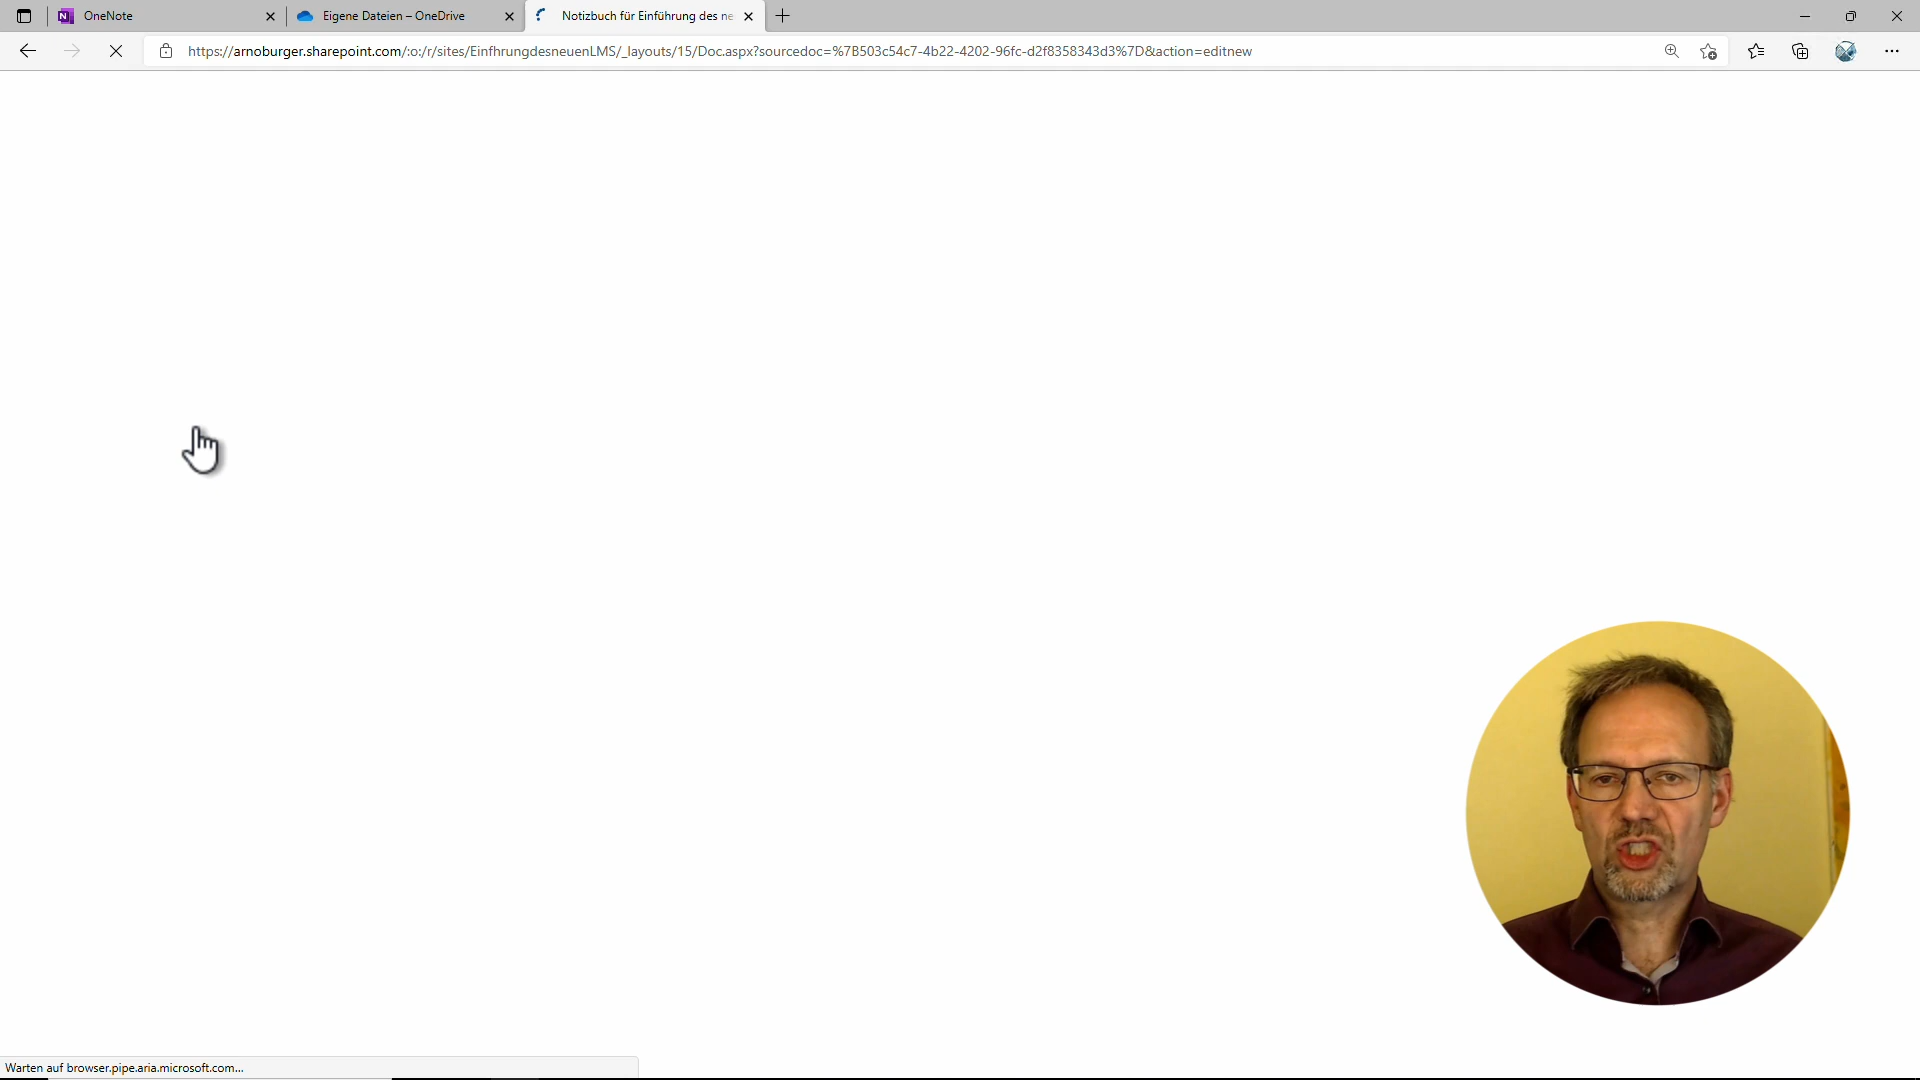 OneNote
Eigene Dateien – OneDrive
Notizbuch für Einführung des ne
https://arnoburger.sharepoint.com/:o:/r/sites/EinfhrungdesneuenLMS/_layouts/15/Doc.aspx?sourcedoc=%7B503c54c7-4b22-4202-96fc-d2f8358343d3%7D&action=editnew
Warten auf browser.pipe.aria.microsoft.com...